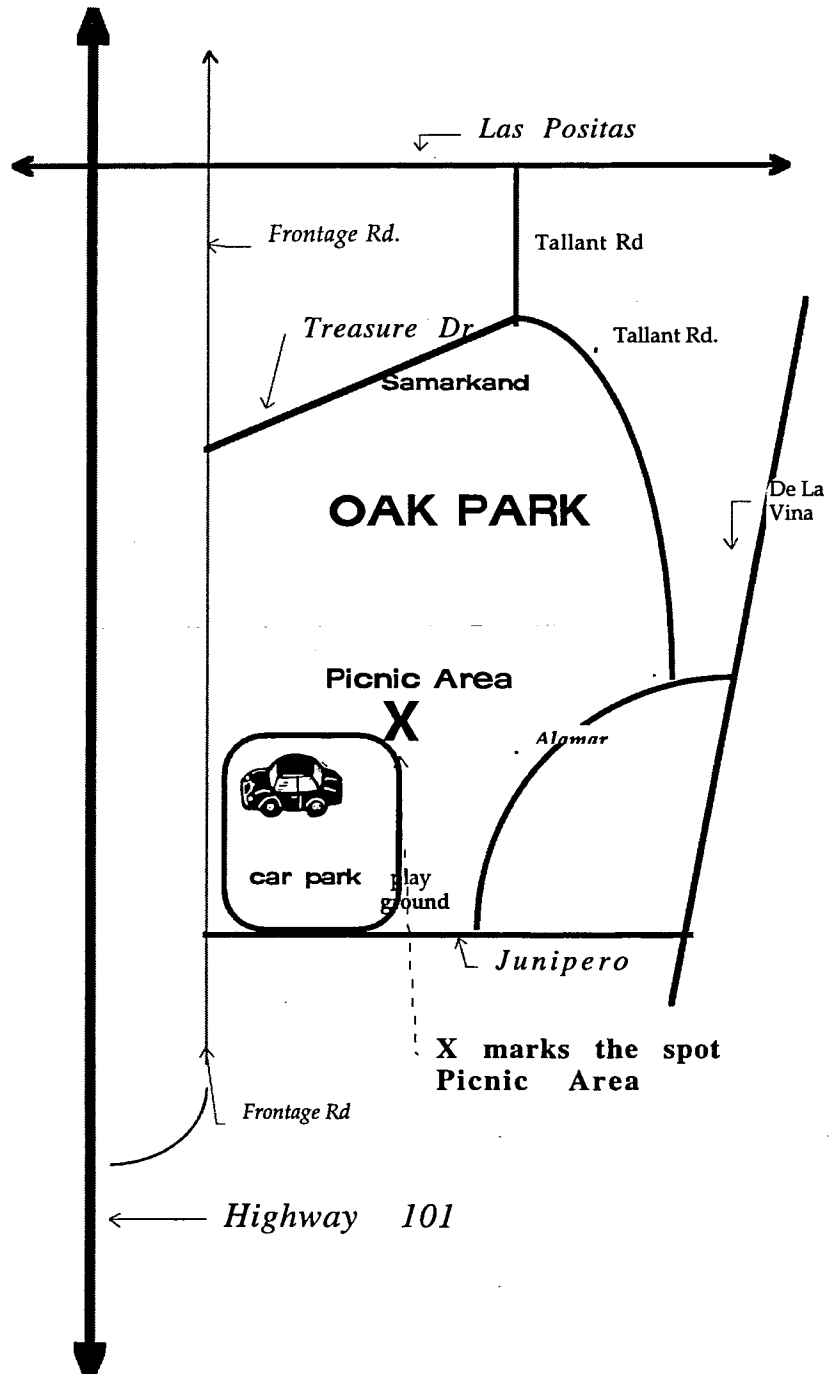 Las Positas
Frontage Rd.
Tallant Rd
Treasure Dr
Tallant Rd.
Samarkand
OAK PARK
De La
Vina
Picnic Area
X
Alamar
car park
play
ground
Junipero
X marks the spot
Picnic Area
Frontage Rd
Highway 101